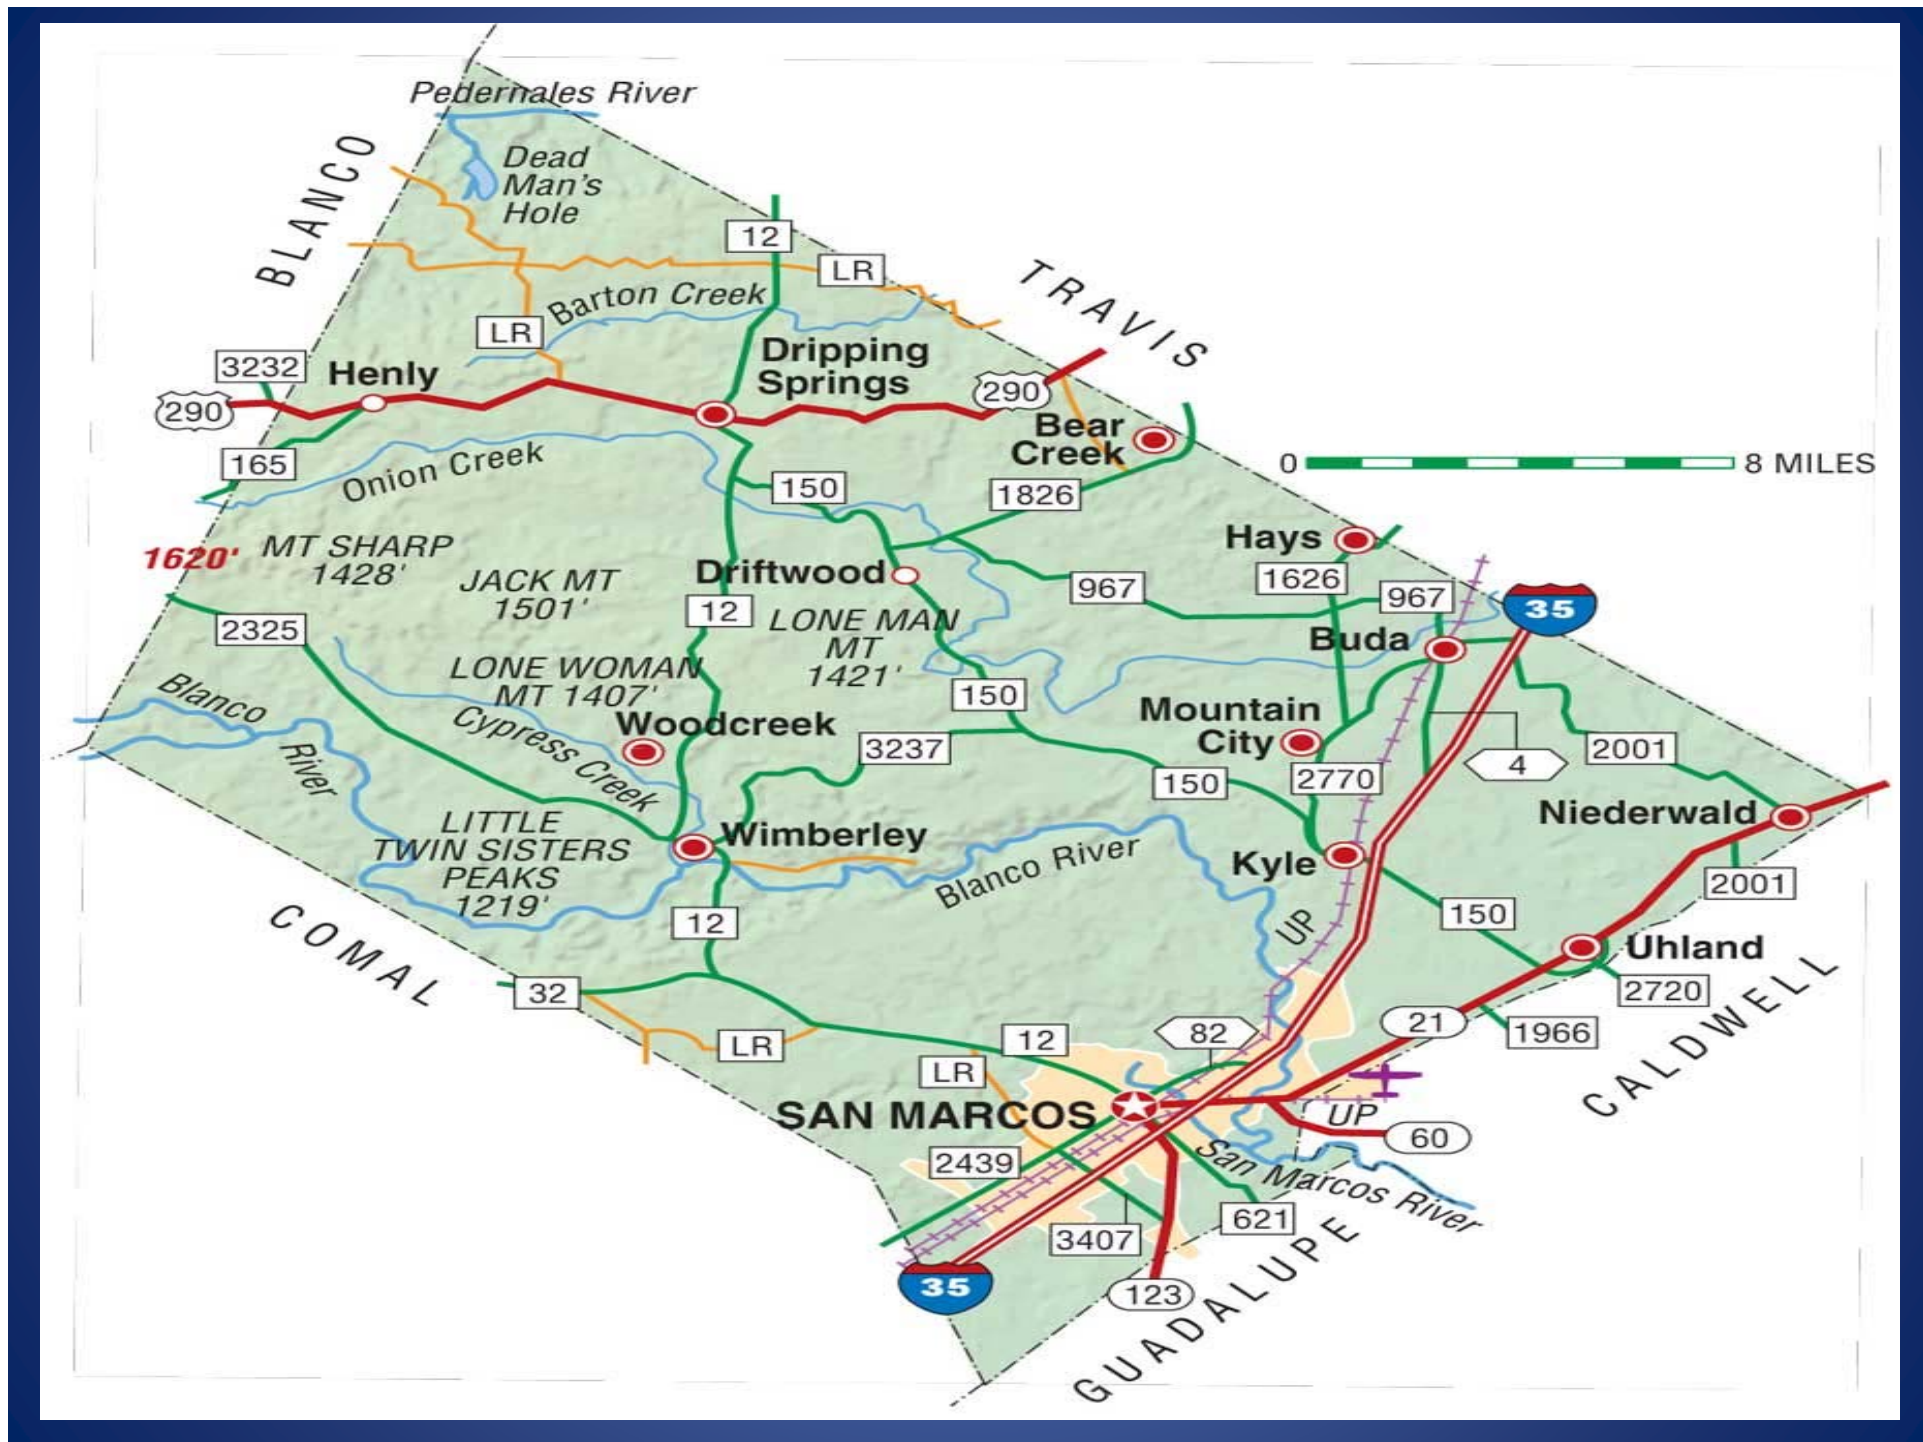 Pedernales River
BLANCO
Dead
Man's
Hole
12
LR
TRAVIS
Barton Creek
LR
3232
Henly
Dripping
Springs
290
290
Bear
Creek
165
Onion Creek
150
1826
0
8 MILES
1620'
MT SHARP
1428'
JACK MT
1501'
Driftwood
Hays
1626
967
967
35
12
LONE MAN
MT
1421'
Buda
2325
LONE WOMAN
MT 1407'
150
Blanco
River
Cypress Creek
Woodcreek
3237
Mountain
City
150
2770
4
2001
Niederwald
LITTLE
TWIN SISTERS
PEAKS
1219'
Wimberley
Blanco River
Kyle
2001
12
150
UP
Uhland
COMAL
32
2720
21
1966
CALDWELL
LR
12
82
LR
SAN MARCOS
UP
60
2439
San Marcos River
621
3407
35
123
GUADALUPE